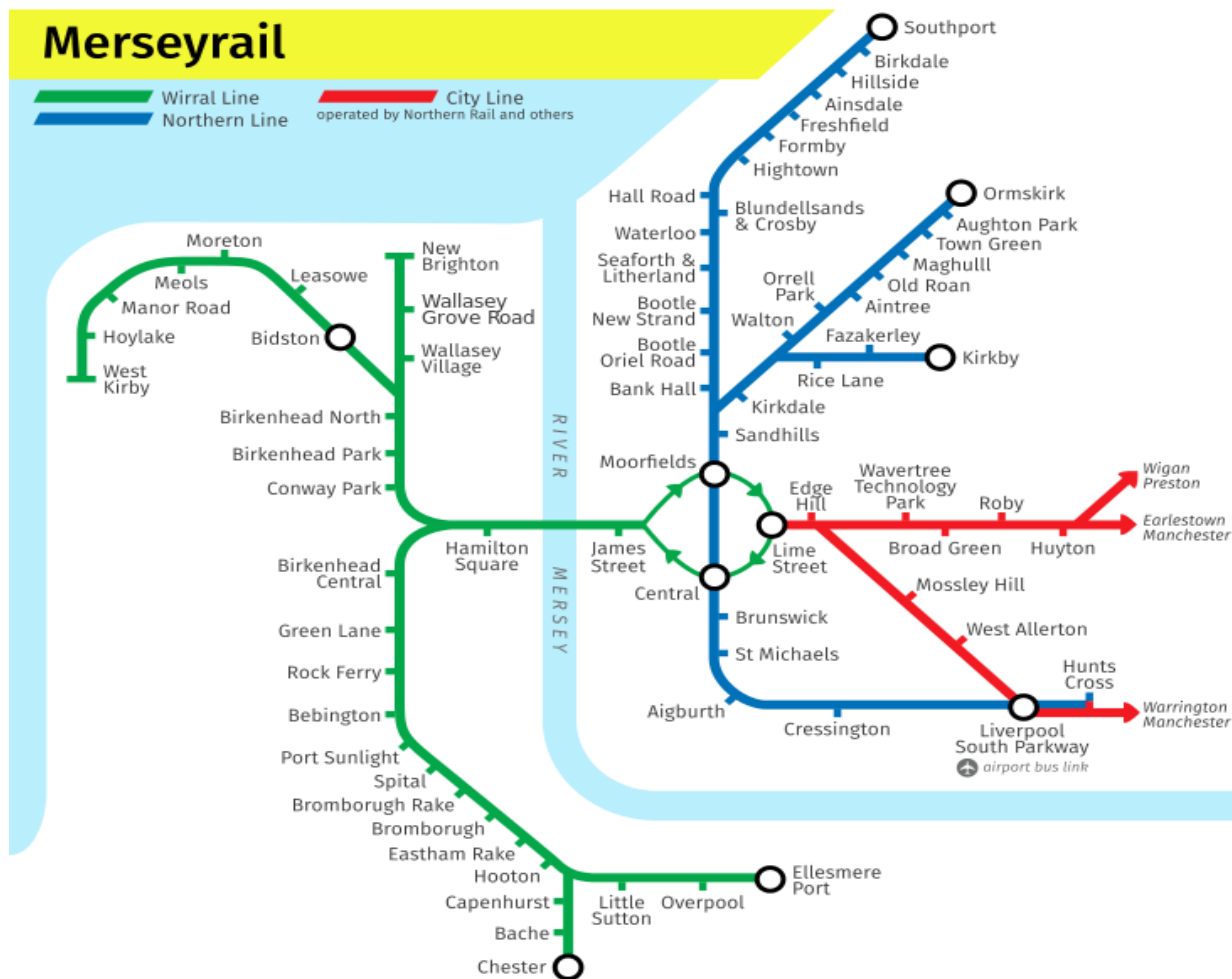 Merseyrail
Wirral Line
Northern Line
City Line
operated by Northern Rail and others
Southport
Birkdale
Hillside
Ainsdale
Freshfield
Formby
Hightown
Hall Road
Blundellsands
& Crosby
Waterloo
Seaforth &
Litherland
Bootle
New Strand
Bootle
Oriel Road
Bank Hall
Ormskirk
Aughton Park
Town Green
Maghulll
Old Roan
Aintree
Orrell
Park
Walton
Fazakerley
Kirkby
Rice Lane
Kirkdale
Sandhills
Moorfields
Lime
Street
Central
James
Street
Hamilton
Square
Moreton
Meols
Manor Road
Hoylake
West
Kirby
Leasowe
Bidston
New
Brighton
Wallasey
Grove Road
Wallasey
Village
Birkenhead North
Birkenhead Park
Conway Park
RIVER
MERSEY
Birkenhead
Central
Green Lane
Rock Ferry
Bebington
Port Sunlight
Spital
Bromborugh Rake
Bromborugh
Eastham Rake
Hooton
Capenhurst
Bache
Chester
Little
Sutton
Overpool
Ellesmere
Port
Edge
Hill
Wavertree
Technology
Park
Roby
Broad Green
Huyton
Wigan
Preston
Earlestown
Manchester
Mossley Hill
West Allerton
Hunts
Cross
Warrington
Manchester
Brunswick
St Michaels
Aigburth
Cressington
Liverpool
South Parkway
airport bus link